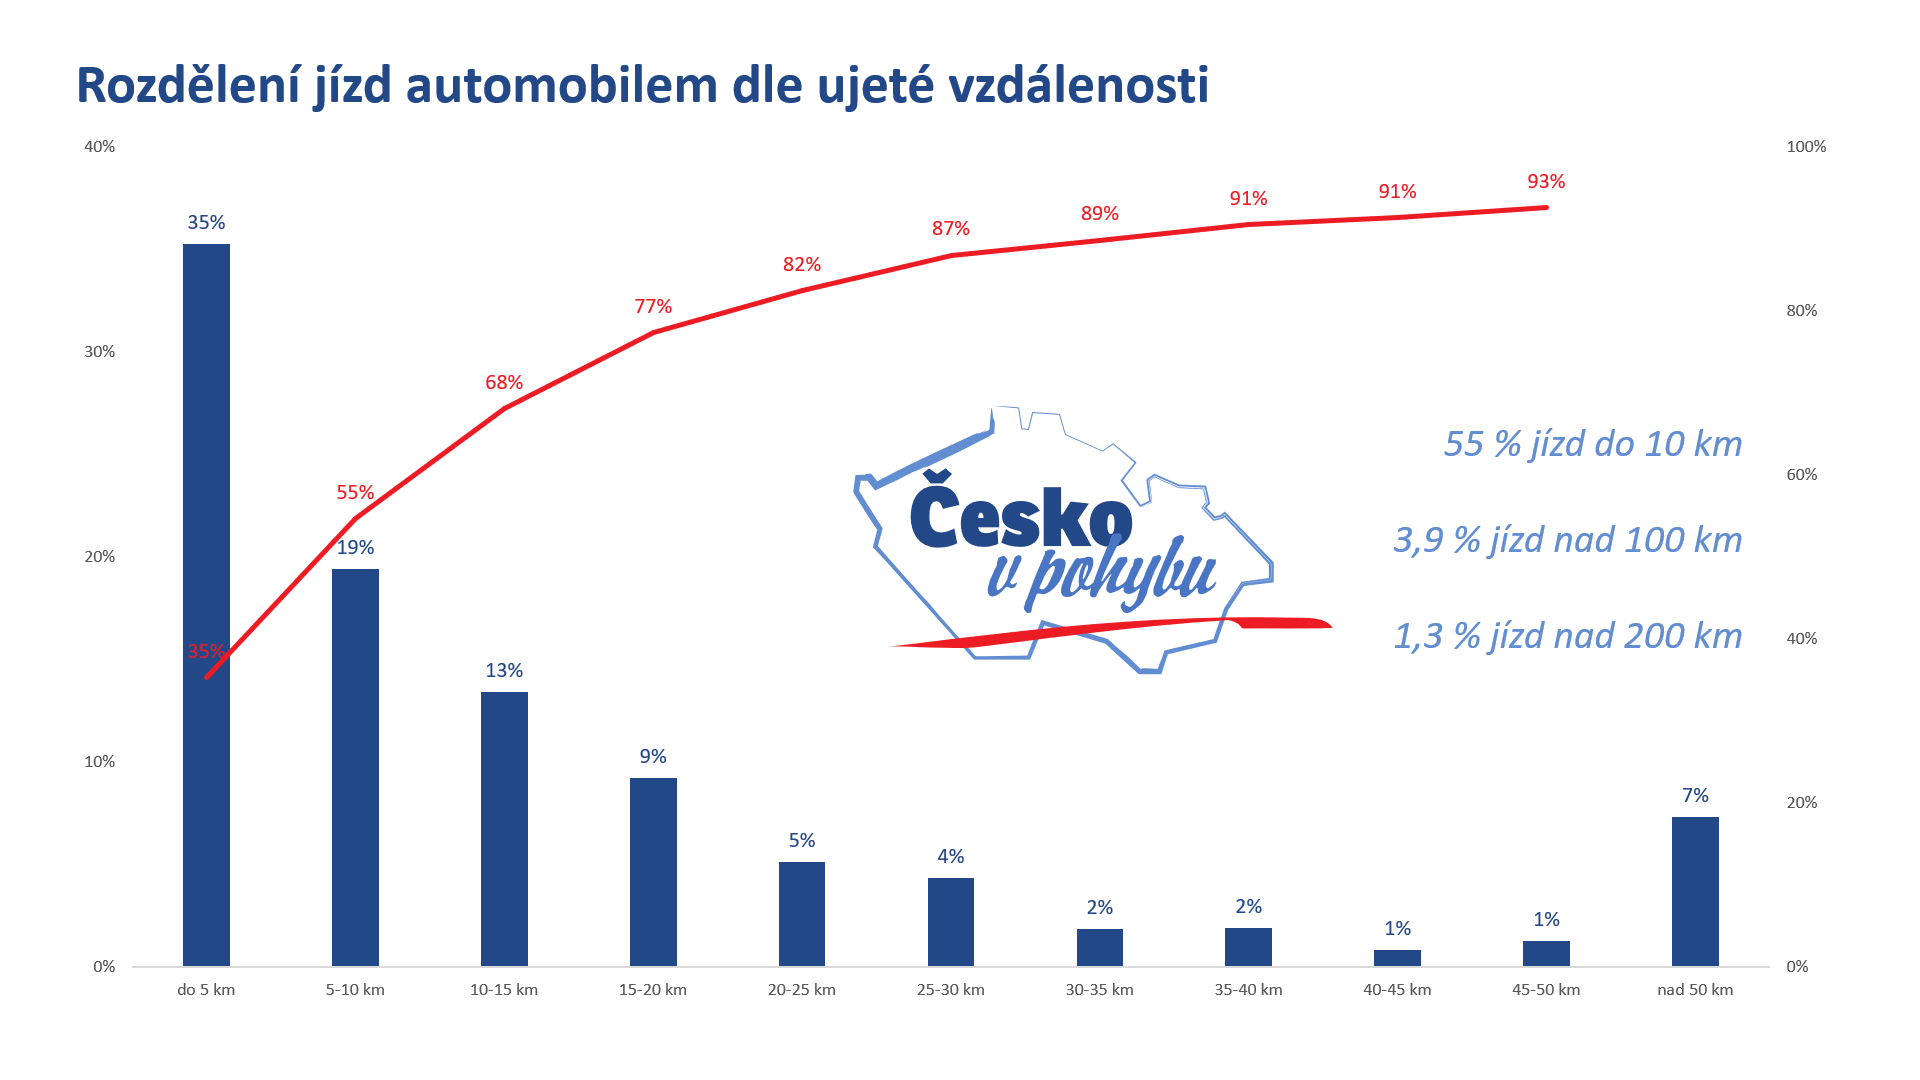 Rozdělení jízd automobilem dle ujeté vzdálenosti
40%
30%
20%
10%
0%
100%
80%
60%
40%
20%
0%
35%
19%
13%
9%
5%
4%
2%
2%
1%
1%
7%
35%
55%
68%
77%
82%
87%
89%
91%
91%
93%
Česko
v pohybu
55 % jízd do 10 km
3,9 % jízd nad 100 km
1,3 % jízd nad 200 km
do 5 km
5-10 km
10-15 km
15-20 km
20-25 km
25-30 km
30-35 km
35-40 km
40-45 km
45-50 km
nad 50 km